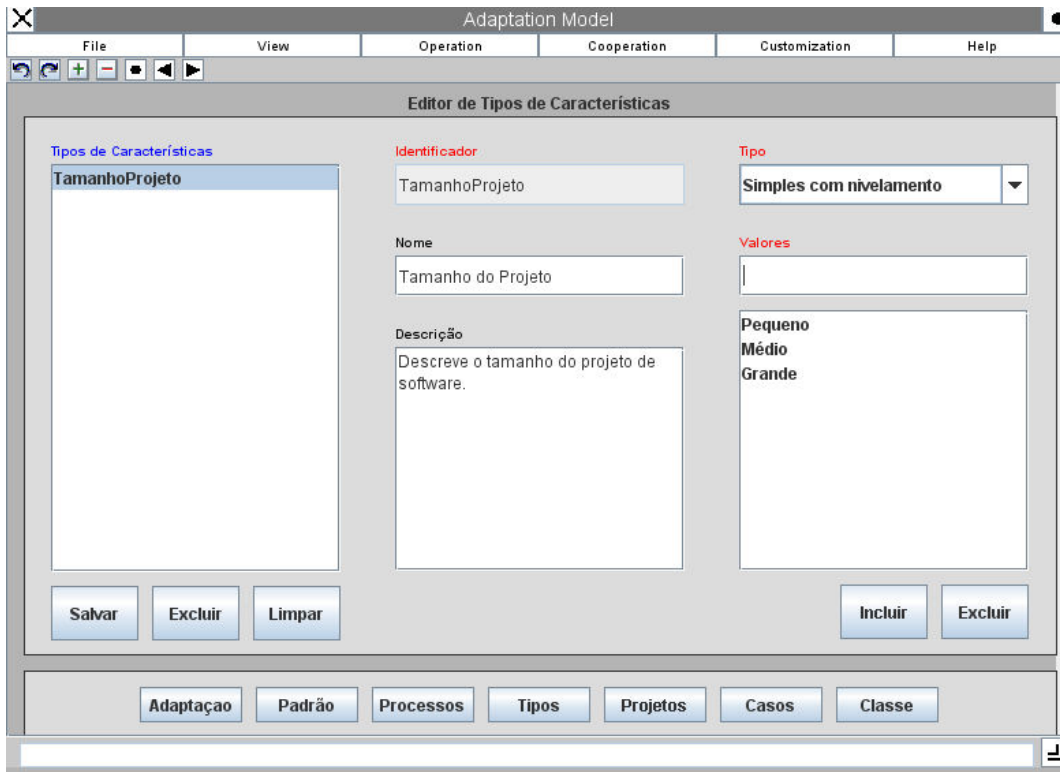 Adaptation Model
File View Operation Cooperation Customization Help
Editor de Tipos de Características
Tipos de Características
TamanhoProjeto
Identificador
TamanhoProjeto
Nome
Tamanho do Projeto
Descrição
Descreve o tamanho do projeto de
software.
Tipo
Simples com nivelamento
Valores
Pequeno
Médio
Grande
Salvar Excluir Limpar
Incluir Excluir
Adaptaçao Padrão Processos Tipos Projetos Casos Classe